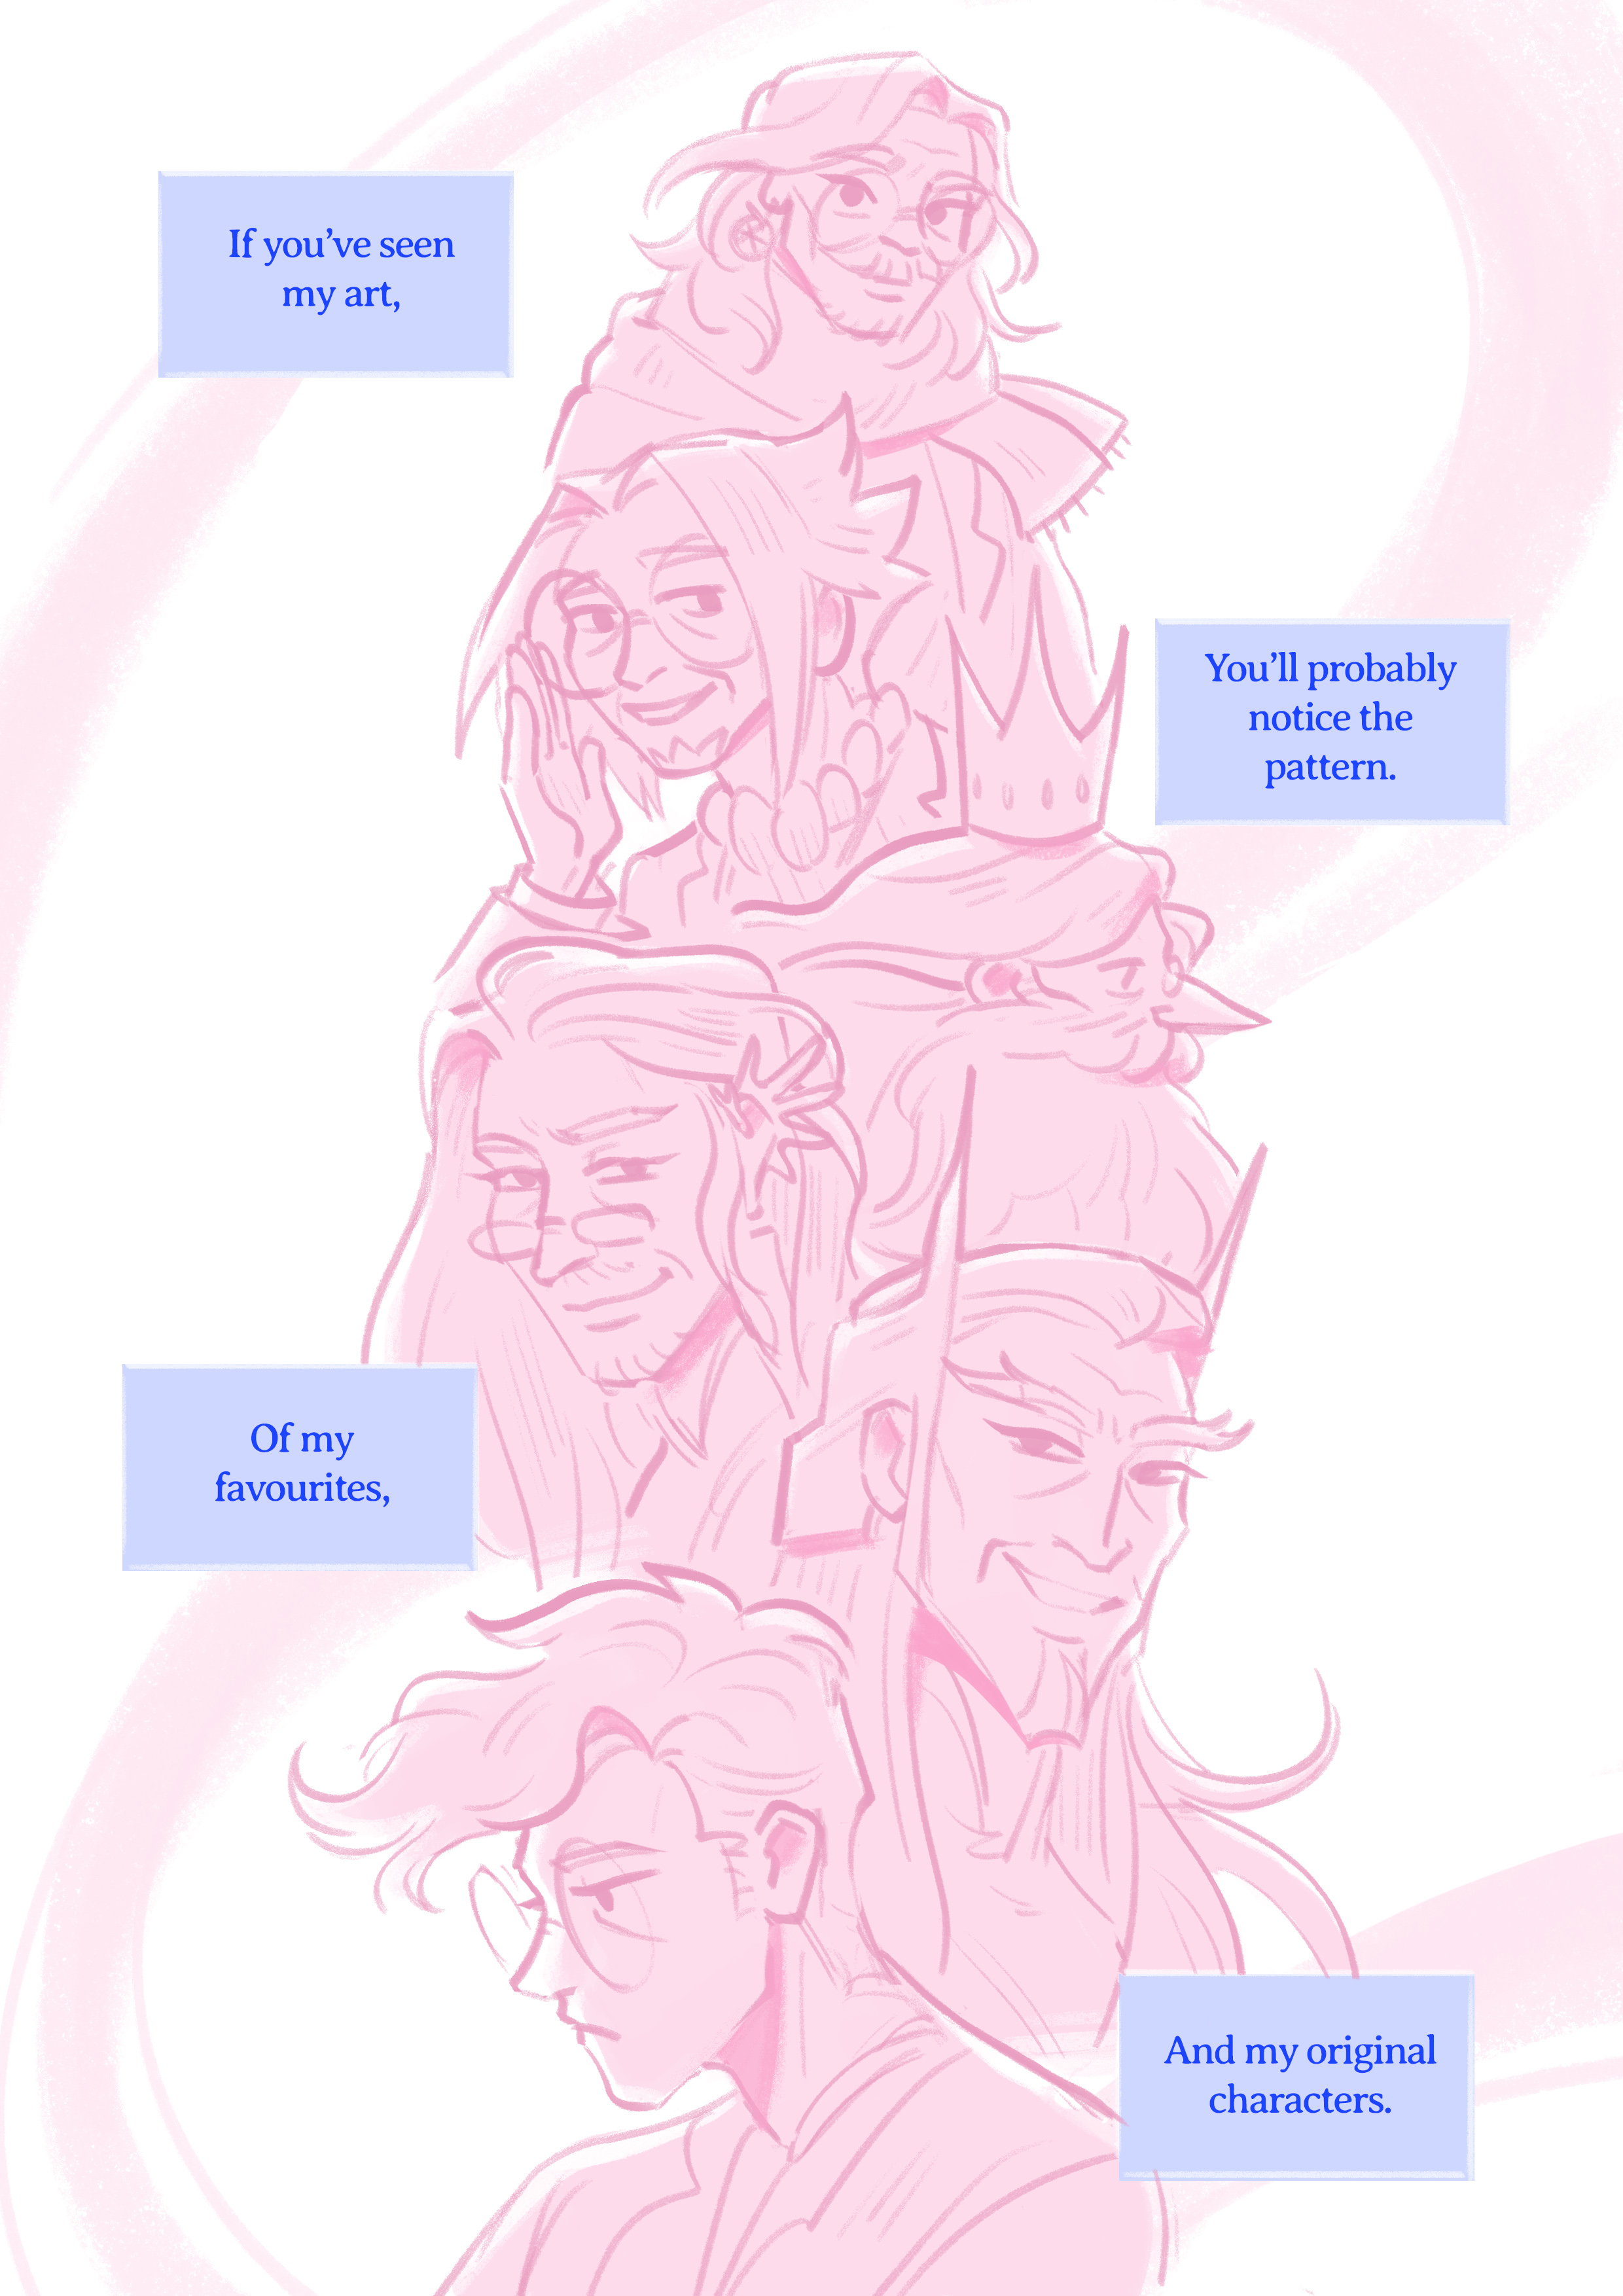 If you’ve seen
my art,
You’ll probably
notice the
pattern.
Of my
favourites,
And my original
characters.